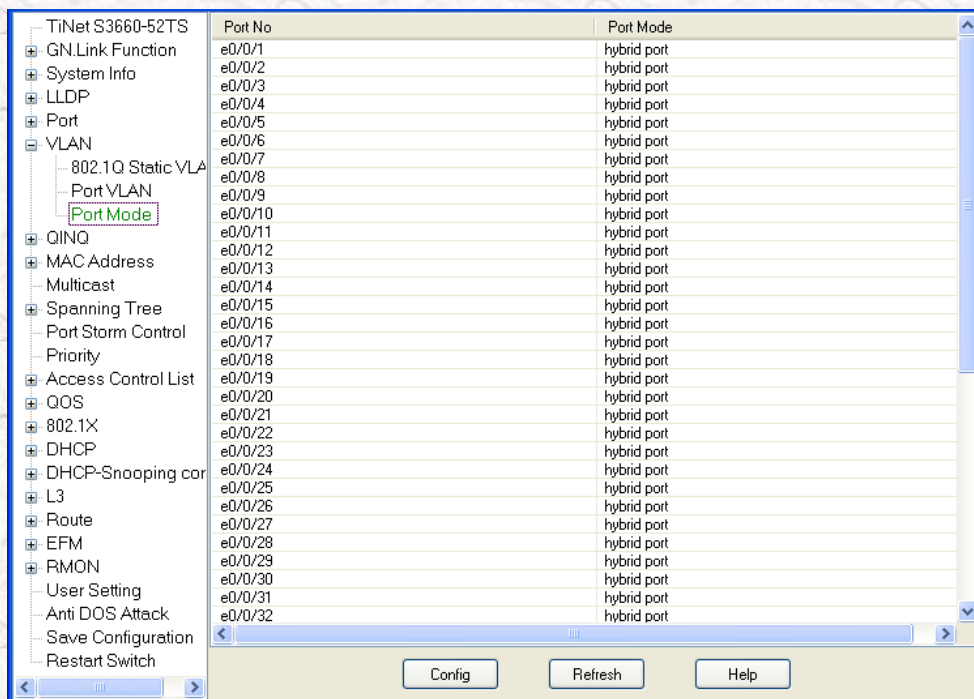 TiNet S3660-52TS
GN.Link Function
System Info
LLDP
Port
VLAN
802.1Q Static VLA
Port VLAN
Port Mode
QINQ
MAC Address
Multicast
Spanning Tree
Port Storm Control
Priority
Access Control List
QOS
802.1X
DHCP
DHCP-Snooping cor
L3
Route
EFM
RMON
User Setting
Anti DOS Attack
Save Configuration
Restart Switch
Port No Port Mode
e0/0/1 hybrid port
e0/0/2 hybrid port
e0/0/3 hybrid port
e0/0/4 hybrid port
e0/0/5 hybrid port
e0/0/6 hybrid port
e0/0/7 hybrid port
e0/0/8 hybrid port
e0/0/9 hybrid port
e0/0/10 hybrid port
e0/0/11 hybrid port
e0/0/12 hybrid port
e0/0/13 hybrid port
e0/0/14 hybrid port
e0/0/15 hybrid port
e0/0/16 hybrid port
e0/0/17 hybrid port
e0/0/18 hybrid port
e0/0/19 hybrid port
e0/0/20 hybrid port
e0/0/21 hybrid port
e0/0/22 hybrid port
e0/0/23 hybrid port
e0/0/24 hybrid port
e0/0/25 hybrid port
e0/0/26 hybrid port
e0/0/27 hybrid port
e0/0/28 hybrid port
e0/0/29 hybrid port
e0/0/30 hybrid port
e0/0/31 hybrid port
e0/0/32 hybrid port
Config Refresh Help